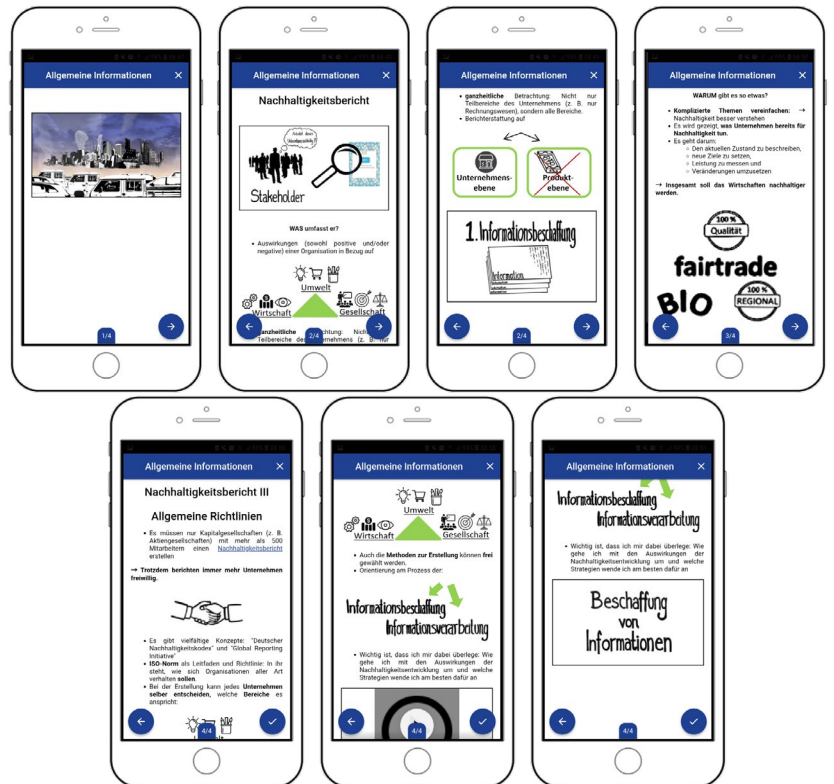 Allgemeine Informationen
1/4
Allgemeine Informationen
Nachhaltigkeitsbericht
Stakeholder
WAS umfasst er?
• Auswirkungen (sowohl positive und/oder
negative) einer Organisation in Bezug auf
Umwelt
Wirtschaft
Gesellschaft
Teilbereiche des
2/4
Allgemeine Informationen
• ganzheitliche Betrachtung: Nicht nur
Teilbereiche des Unternehmens (z. B. nur
Rechnungswesen), sondern alle Bereiche.
• Berichterstattung auf
Unternehmens-
ebene
Produkt-
ebene
1. Informationsbeschaffung
Information
2/4
Allgemeine Informationen
WARUM gibt es so etwas?
• Komplizierte Themen vereinfachen: →
Nachhaltigkeit besser verstehen
• Es wird gezeigt, was Unternehmen bereits für
Nachhaltigkeit tun.
• Es geht darum:
○ Den aktuellen Zustand zu beschreiben,
○ neue Ziele zu setzen,
○ Leistung zu messen und
○ Veränderungen umzusetzen
→ Insgesamt soll das Wirtschaften nachhaltiger
werden.
100 %
Qualität
fairtrade
BIO
100 %
REGIONAL
3/4
Allgemeine Informationen
Nachhaltigkeitsbericht III
Allgemeine Richtlinien
• Es müssen nur Kapitalgesellschaften (z. B.
Aktiengesellschaften) mit mehr als 500
Mitarbeitern einen Nachhaltigkeitsbericht
erstellen
→ Trotzdem berichten immer mehr Unternehmen
freiwillig.
• Es gibt vielfältige Konzepte: "Deutscher
Nachhaltigkeitskodex" und "Global Reporting
Initiative"
• ISO-Norm als Leitfaden und Richtlinie: In ihr
steht, wie sich Organisationen aller Art
verhalten sollen.
• Bei der Erstellung kann jedes Unternehmen
selber entscheiden, welche Bereiche es
anspricht:
4/4
Allgemeine Informationen
Umwelt
Wirtschaft
Gesellschaft
• Auch die Methoden zur Erstellung können frei
gewählt werden.
• Orientierung am Prozess der:
Informationsbeschaffung
Informationsverarbeitung
• Wichtig ist, dass ich mir dabei überlege: Wie
gehe ich mit den Auswirkungen der
Nachhaltigkeitsentwicklung um und welche
Strategien wende ich am besten dafür an
4/4
Allgemeine Informationen
Informationsbeschaffung
Informationsverarbeitung
• Wichtig ist, dass ich mir dabei überlege: Wie
gehe ich mit den Auswirkungen der
Nachhaltigkeitsentwicklung um und welche
Strategien wende ich am besten dafür an
Beschaffung
von
Informationen
4/4